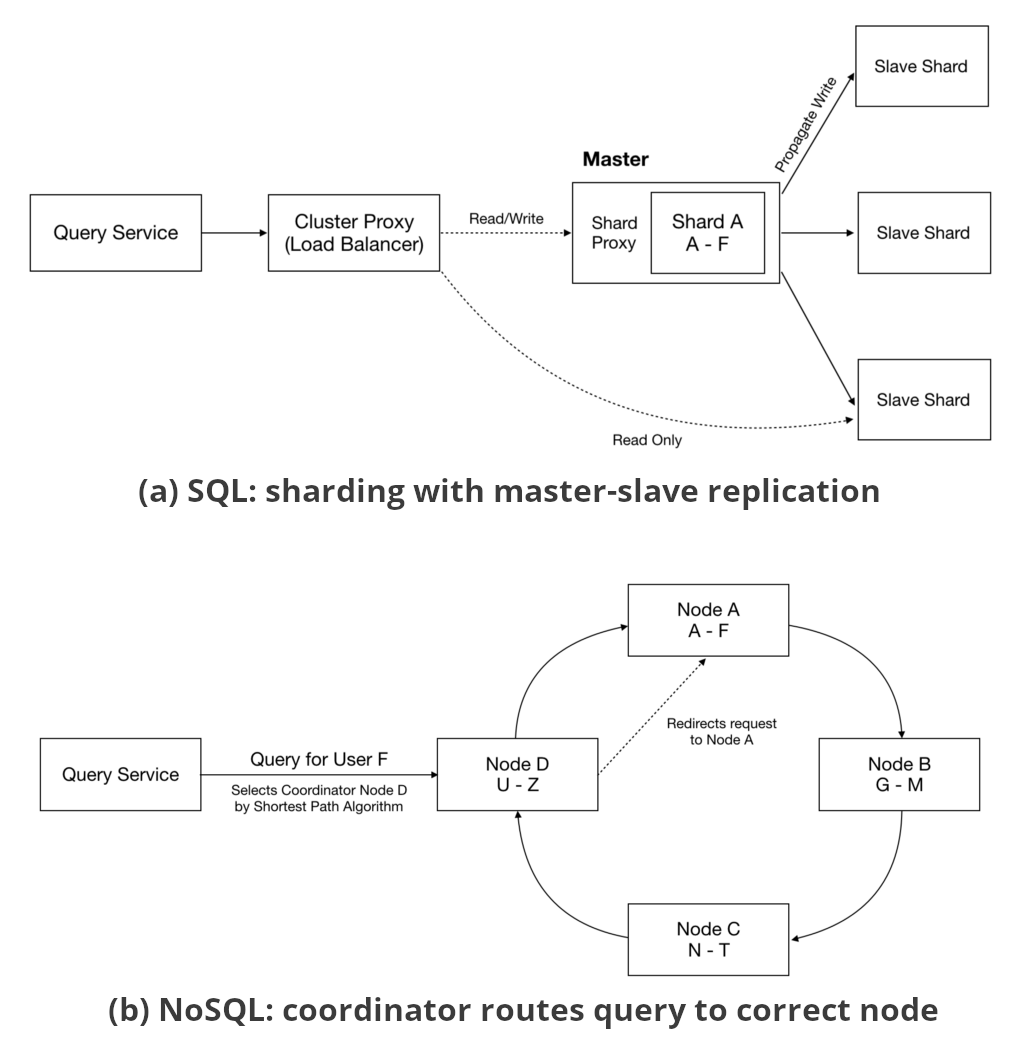 Slave Shard
Propagate Write
Master
Query Service
Cluster Proxy
(Load Balancer)
Read/Write
Shard
Proxy
Shard A
A - F
Slave Shard
Slave Shard
Read Only
(a) SQL: sharding with master-slave replication
Node A
A - F
Redirects request
to Node A
Query Service
Query for User F
Selects Coordinator Node D
by Shortest Path Algorithm
Node D
U - Z
Node B
G - M
Node C
N - T
(b) NoSQL: coordinator routes query to correct node